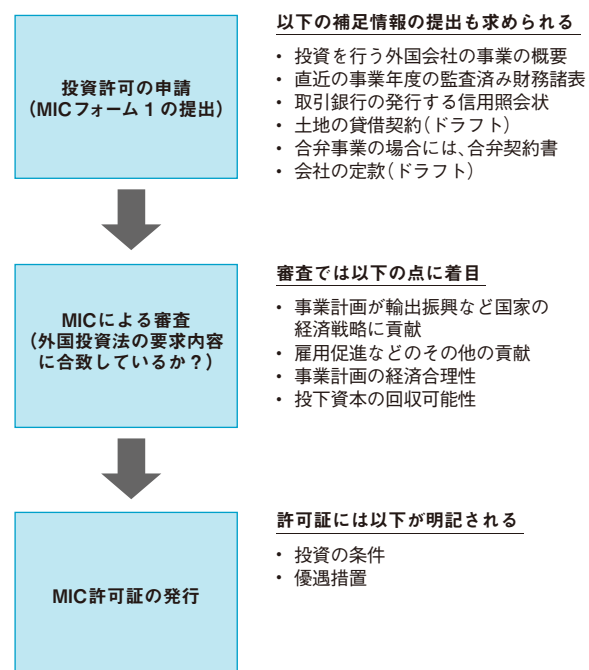 投資許可の申請
(MICフォーム1の提出)
以下の補足情報の提出も求められる
・ 投資を行う外国会社の事業の概要
・ 直近の事業年度の監査済み財務諸表
・ 取引銀行の発行する信用照会状
・ 土地の貸借契約(ドラフト)
・ 合弁事業の場合には、合弁契約書
・ 会社の定款(ドラフト)
MICによる審査
(外国投資法の要求内容
に合致しているか?)
審査では以下の点に着目
・ 事業計画が輸出振興など国家の
経済戦略に貢献
・ 雇用促進などのその他の貢献
・ 事業計画の経済合理性
・ 投下資本の回収可能性
MIC許可証の発行
許可証には以下が明記される
・ 投資の条件
・ 優遇措置